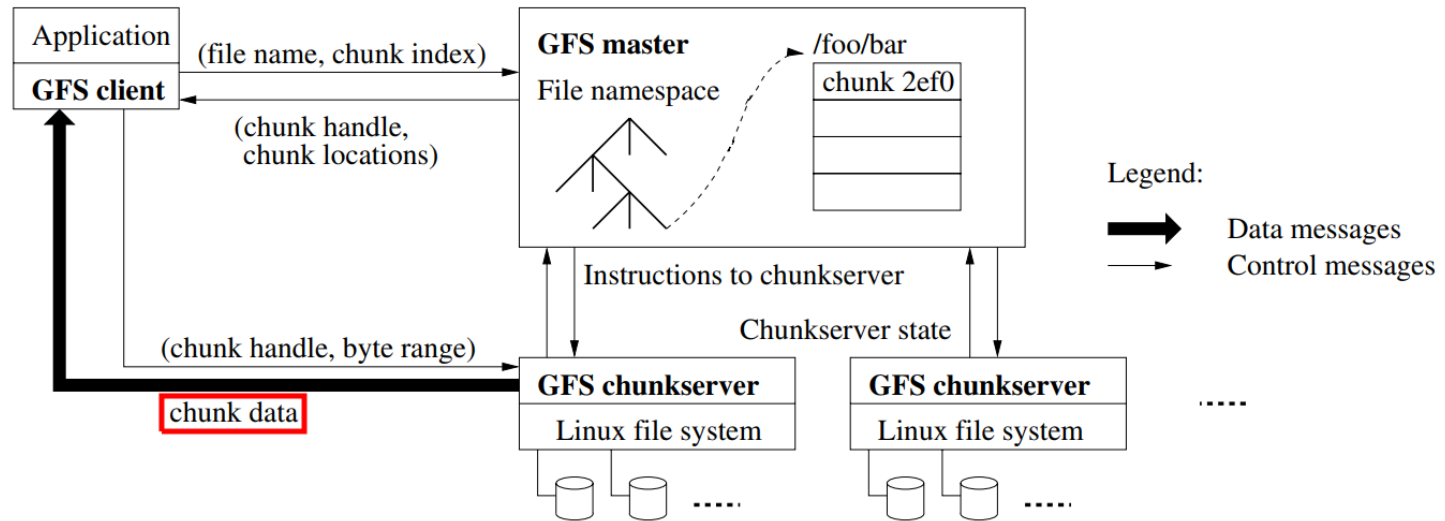 Application
GFS client
(file name, chunk index)
(chunk handle,
chunk locations)
GFS master
File namespace
/foo/bar
chunk 2ef0
Legend:
Data messages
Control messages
Instructions to chunkserver
Chunkserver state
(chunk handle, byte range)
chunk data
GFS chunkserver
Linux file system
GFS chunkserver
Linux file system